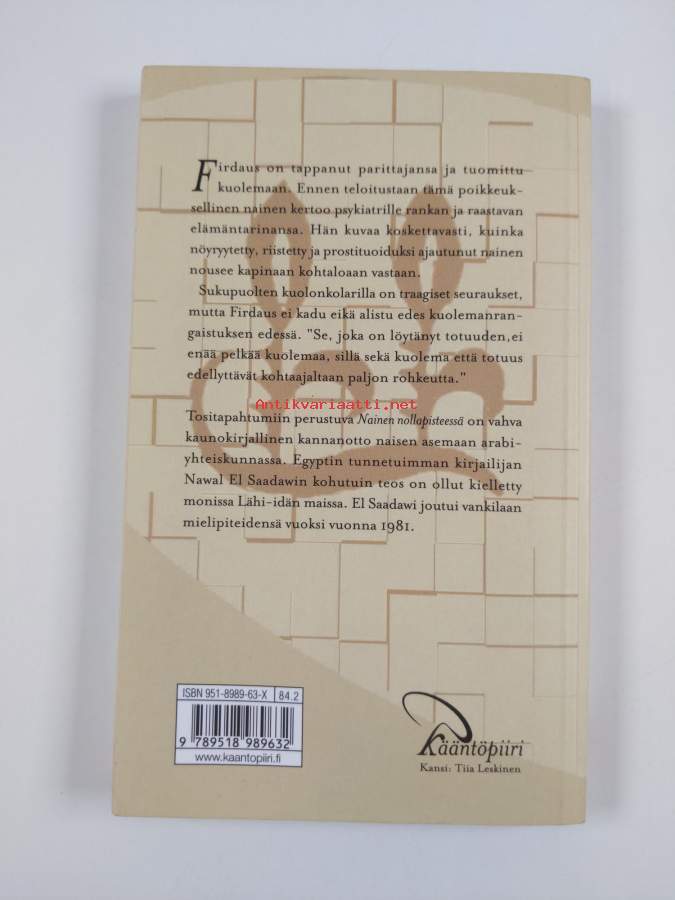 Firdaus on tappanut parittajansa ja tuomittu
kuolemaan. Ennen teloitustaan tämä poikkeuk-
sellinen nainen kertoo psykiatrille rankan ja raastavan
elämäntarinansa. Hän kuvaa koskettavasti, kuinka
nöyryytetty, riistetty ja prostituoiduksi ajautunut nainen
nousee kapinaan kohtaloaan vastaan.
Sukupuolten kuolonkolarilla on traagiset seuraukset,
mutta Firdaus ei kadu eikä alistu edes kuolemanran-
gaistuksen edessä. "Se, joka on löytänyt totuuden,ei
enää pelkää kuolemaa, sillä sekä kuolema että totuus
edellyttävät kohtaajaltaan paljon rohkeutta."
Antikvariaatti.net
Tositapahtumiin perustuva Nainen nollapisteessä on vahva
kaunokirjallinen kannanotto naisen asemaan arabi-
yhteiskunnassa. Egyptin tunnetuimman kirjailijan
Nawal El Saadawin kohutuin teos on ollut kielletty
monissa Lähi-idän maissa. El Saadawi joutui vankilaan
mielipiteidensä vuoksi vuonna 1981.
ISBN 951-8989-63-X 84.2
9 789518 989632
www.kaantopiiri.fi
Kääntöpiiri
Kansi: Tiia Leskinen